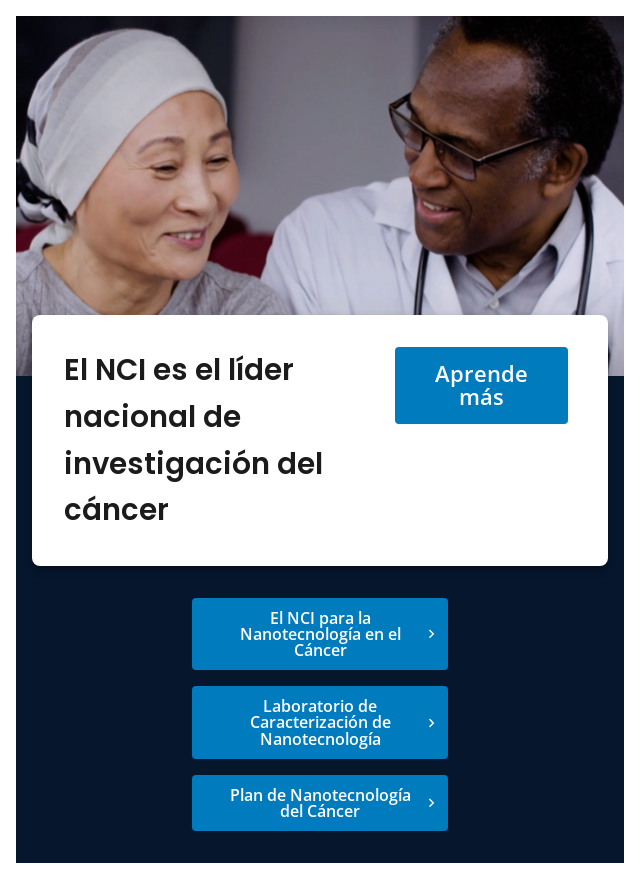 El NCI es el líder
nacional de
investigación del
cáncer
Aprende
más
El NCI para la
Nanotecnología en el
Cáncer
Laboratorio de
Caracterización de
Nanotecnología
Plan de Nanotecnología
del Cáncer